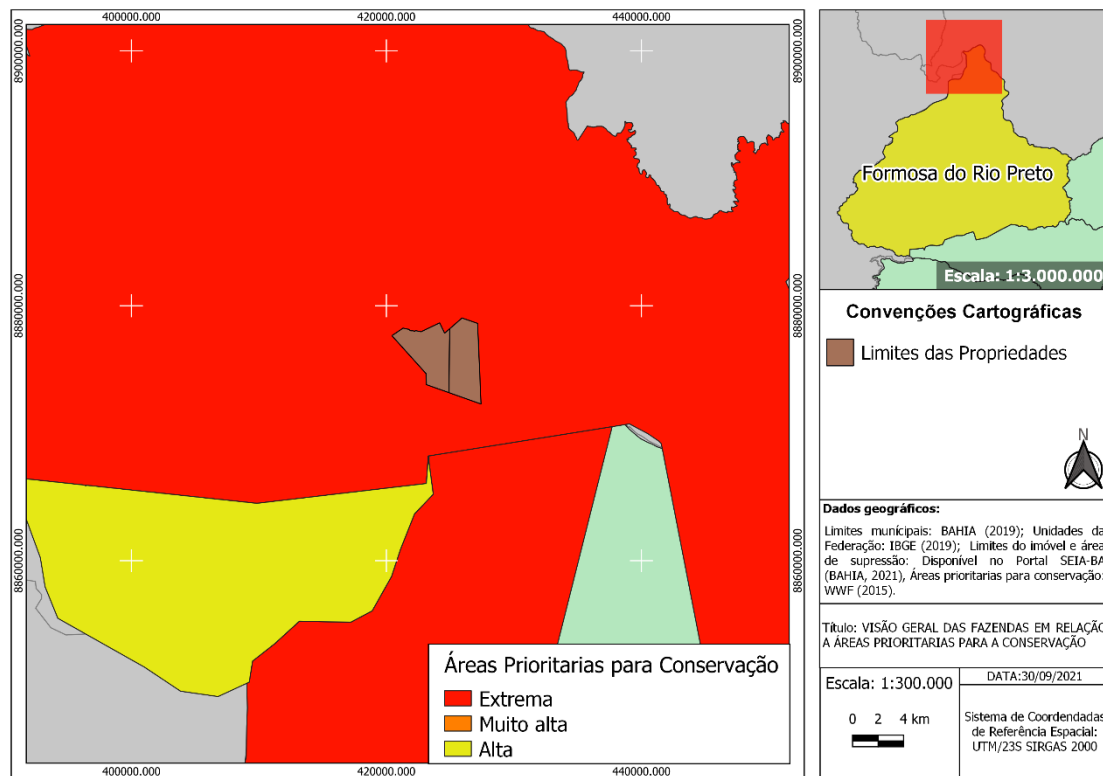 400000.000 420000.000 440000.000
8900000.000 8900000.000
8880000.000 8880000.000
8860000.000 8860000.000
400000.000 420000.000 440000.000
Áreas Prioritarias para Conservação
Extrema
Muito alta
Alta
Formosa do Rio Preto
Escala: 1:3.000.000
Convenções Cartográficas
Limites das Propriedades
N
Dados geográficos:
Limites munícipais: BAHIA (2019); Unidades da
Federação: IBGE (2019); Limites do imóvel e área
de supressão: Disponível no Portal SEIA-BA
(BAHIA, 2021), Áreas prioritarias para conservação:
WWF (2015).
Título: VISÃO GERAL DAS FAZENDAS EM RELAÇÃO
A ÁREAS PRIORITARIAS PARA A CONSERVAÇÃO
Escala: 1:300.000
0 2 4 km
DATA:30/09/2021
Sistema de Coordendadas
de Referência Espacial:
UTM/23S SIRGAS 2000